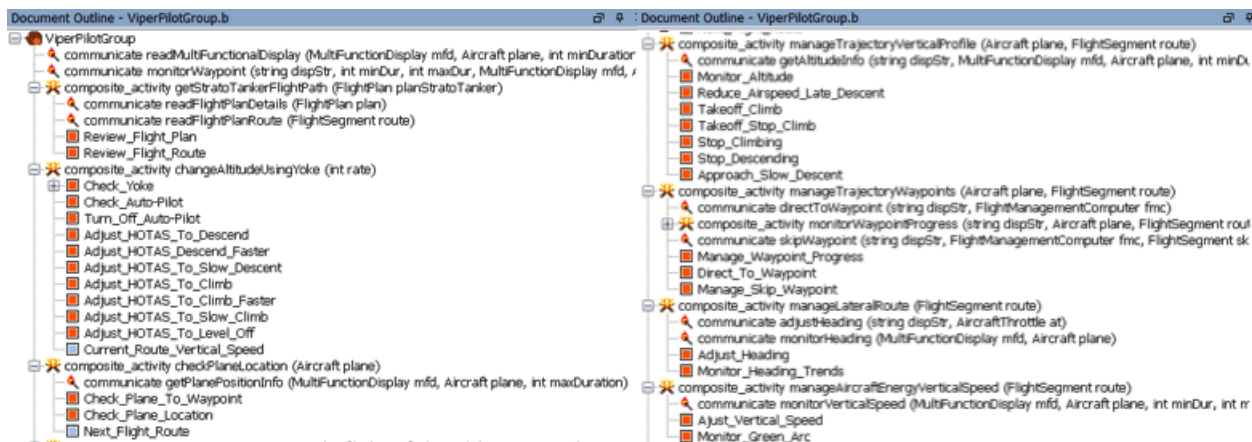 Document Outline - ViperPilotGroup.b
ViperPilotGroup
communicate readMultiFunctionalDisplay (MultiFunctionDisplay mfd, Aircraft plane, int minDuration
communicate monitorWaypoint (string dispStr, int minDur, int maxDur, MultiFunctionDisplay mfd,
composite_activity getStratoTankerFlightPath (FlightPlan planStratoTanker)
communicate readFlightPlanDetails (FlightPlan plan)
communicate readFlightPlanRoute (FlightSegment route)
Review_Flight_Plan
Review_Flight_Route
composite_activity changeAltitudeUsingYoke (int rate)
Check_Yoke
Check_Auto-Pilot
Turn_Off_Auto-Pilot
Adjust_HOTAS_To_Descend
Adjust_HOTAS_Descend_Faster
Adjust_HOTAS_To_Slow_Descent
Adjust_HOTAS_To_Climb
Adjust_HOTAS_To_Climb_Faster
Adjust_HOTAS_To_Slow_Climb
Adjust_HOTAS_To_Level_Off
Current_Route_Vertical_Speed
composite_activity checkPlaneLocation (Aircraft plane)
communicate getPlanePositionInfo (MultiFunctionDisplay mfd, Aircraft plane, int maxDuration)
Check_Plane_To_Waypoint
Check_Plane_Location
Next_Flight_Route
Document Outline - ViperPilotGroup.b
composite_activity manageTrajectoryVerticalProfile (Aircraft plane, FlightSegment route)
communicate getAltitudeInfo (string dispStr, MultiFunctionDisplay mfd, Aircraft plane, int minDu
Monitor_Altitude
Reduce_Airspeed_Late_Descent
Takeoff_Climb
Takeoff_Stop_Climb
Stop_Climbing
Stop_Descending
Approach_Slow_Descent
composite_activity manageTrajectoryWaypoints (Aircraft plane, FlightSegment route)
communicate directToWaypoint (string dispStr, FlightManagementComputer fmc)
composite_activity monitorWaypointProgress (string dispStr, Aircraft plane, FlightSegment rout
communicate skipWaypoint (string dispStr, FlightManagementComputer fmc, FlightSegment sk
Manage_Waypoint_Progress
Direct_To_Waypoint
Manage_Skip_Waypoint
composite_activity manageLateralRoute (FlightSegment route)
communicate adjustHeading (string dispStr, AircraftThrottle at)
communicate monitorHeading (MultiFunctionDisplay mfd, Aircraft plane)
Adjust_Heading
Monitor_Heading_Trends
composite_activity manageAircraftEnergyVerticalSpeed (FlightSegment route)
communicate monitorVerticalSpeed (MultiFunctionDisplay mfd, Aircraft plane, int minDur, int m
Ajust_Vertical_Speed
Monitor_Green_Arc